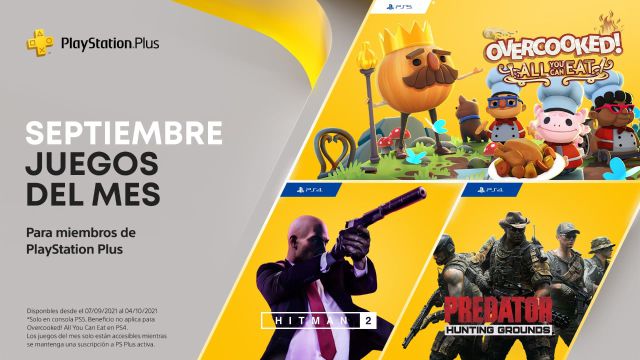 PlayStation.Plus
SEPTIEMBRE
JUEGOS
DEL MES
Para miembros de
PlayStation Plus
Disponibles desde el 07/09/2021 al 04/10/2021
*Solo en consola PS5. Beneficio no aplica para
Overcooked! All You Can Eat en PS4.
Los juegos del mes solo están accesibles mientras
se mantenga una suscripción a PS Plus activa.
PS5
OVERCOOKED!
ALL YOU CAN EAT
PS4
HITMAN 2
PS4
PREDATOR
HUNTING GROUNDS